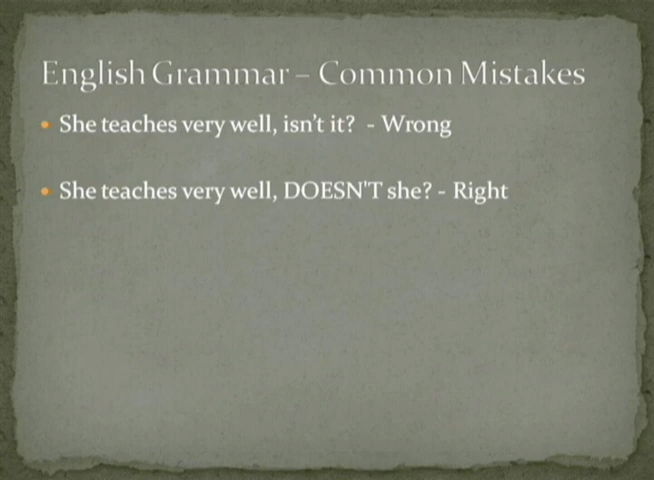 English Grammar – Common Mistakes
• She teaches very well, isn't it?  - Wrong
• She teaches very well, DOESN'T she? - Right